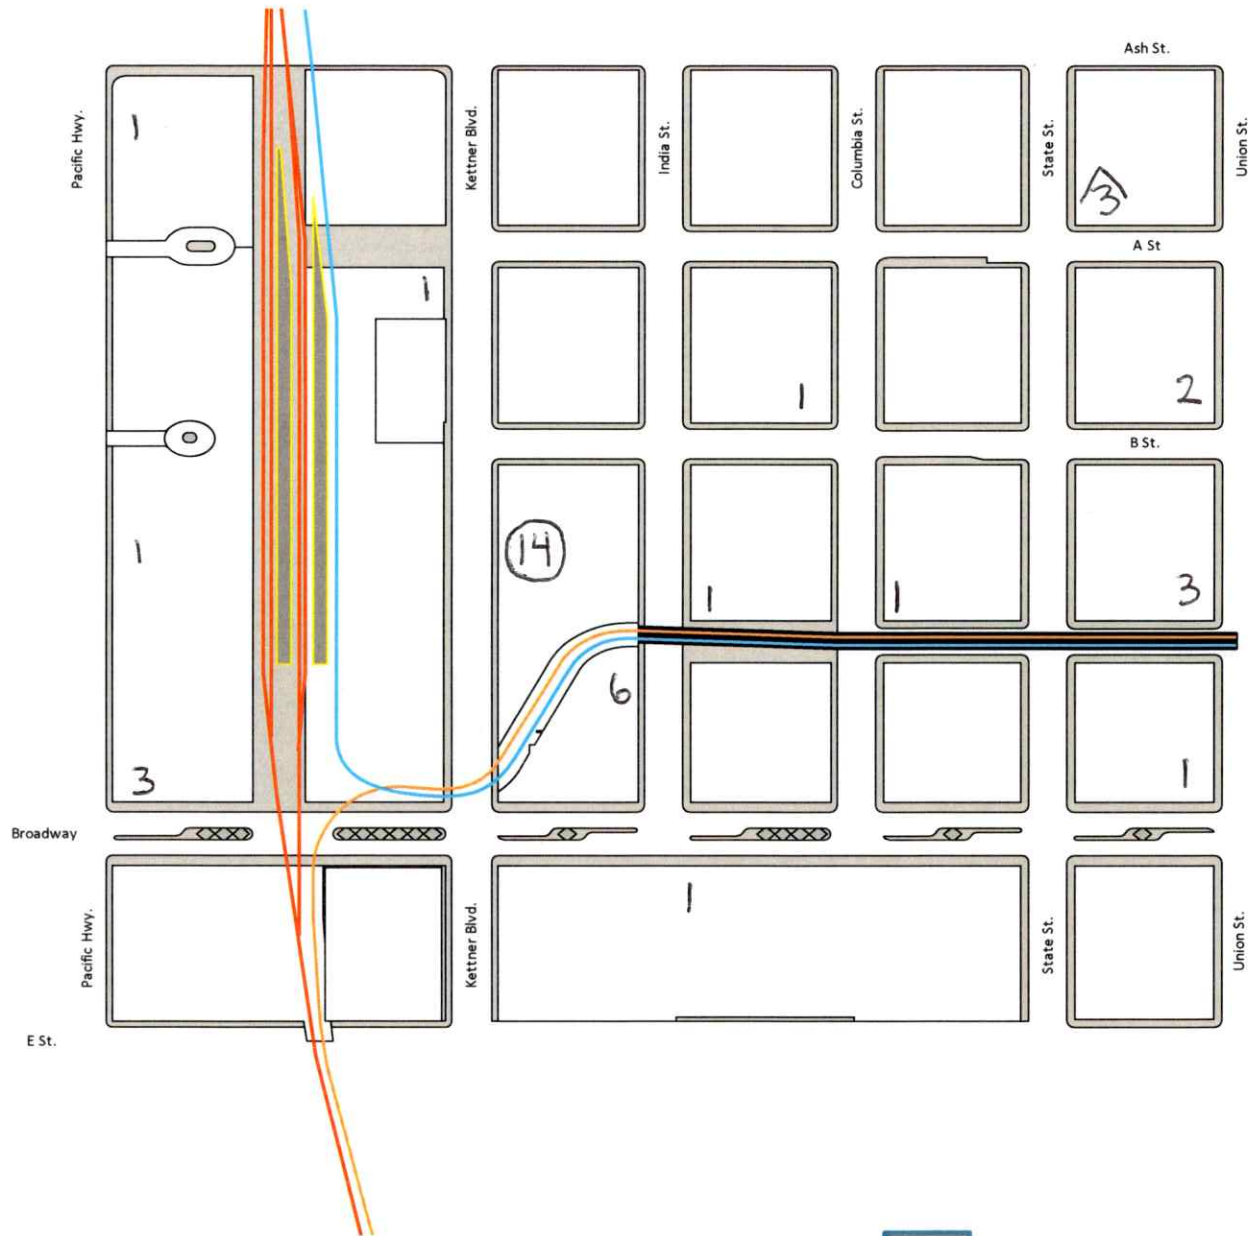 Ash St.
Pacific Hwy.
Kettner Blvd.
India St.
Columbia St.
State St.
Union St.
1
3
A St
1
1
2
B St.
14
1
1
1
3
6
3
1
Broadway
1
Pacific Hwy.
Kettner Blvd.
State St.
Union St.
E St.